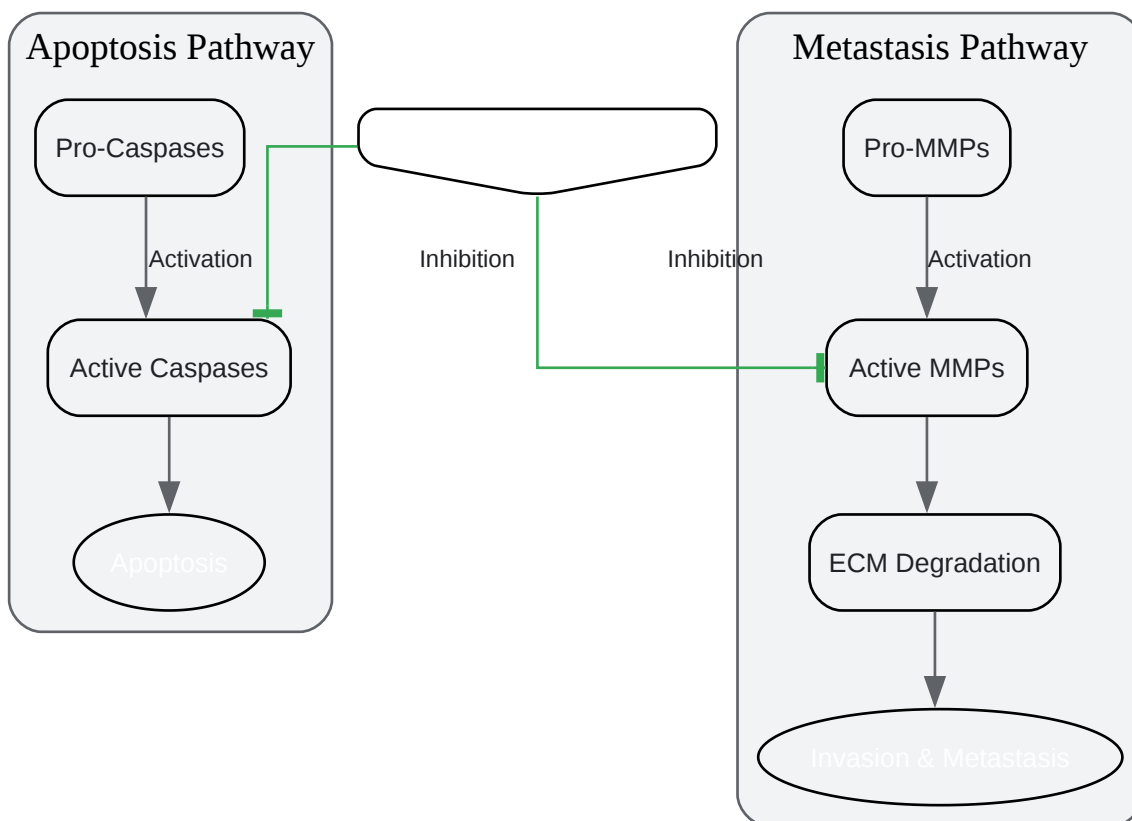 Apoptosis Pathway
Metastasis Pathway
Pro-Caspases
Pro-MMPs
Activation
Inhibition
Inhibition
Activation
Active Caspases
Active MMPs
Apoptosis
ECM Degradation
Invasion & Metastasis